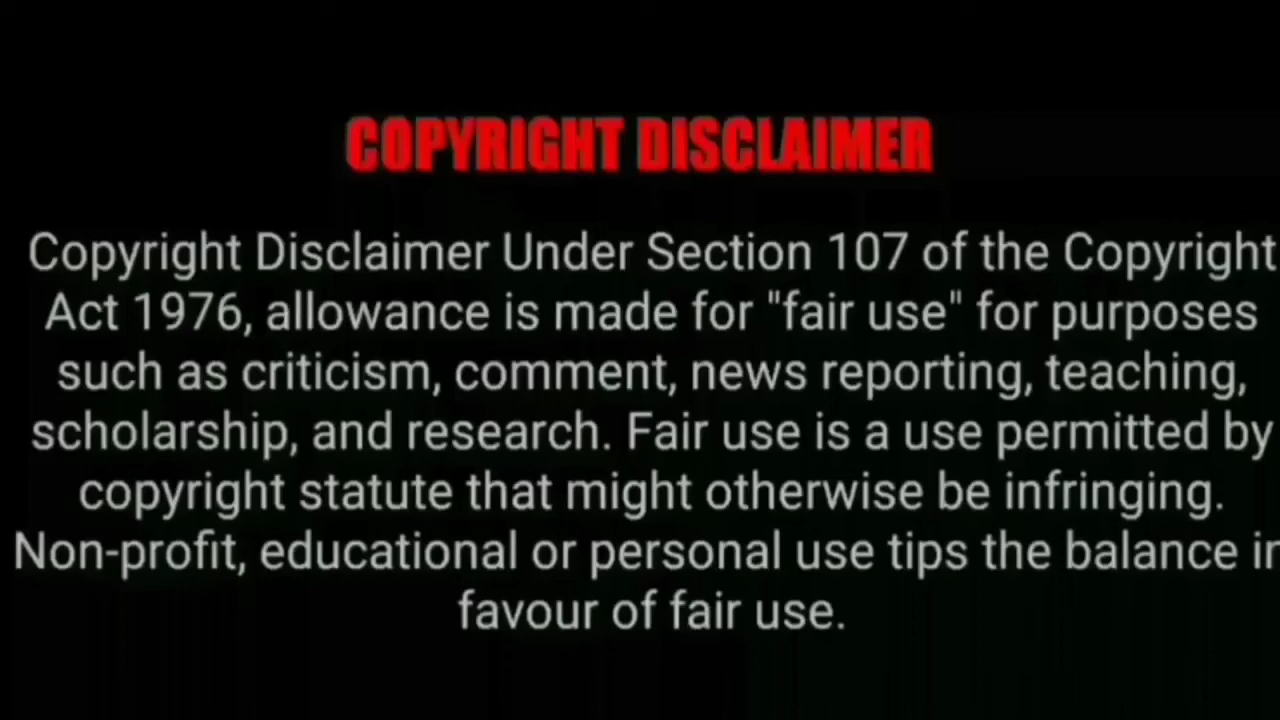 COPYRIGHT DISCLAIMER
Copyright Disclaimer Under Section 107 of the Copyright
Act 1976, allowance is made for "fair use" for purposes
such as criticism, comment, news reporting, teaching,
scholarship, and research. Fair use is a use permitted by
copyright statute that might otherwise be infringing.
Non-profit, educational or personal use tips the balance in
favour of fair use.